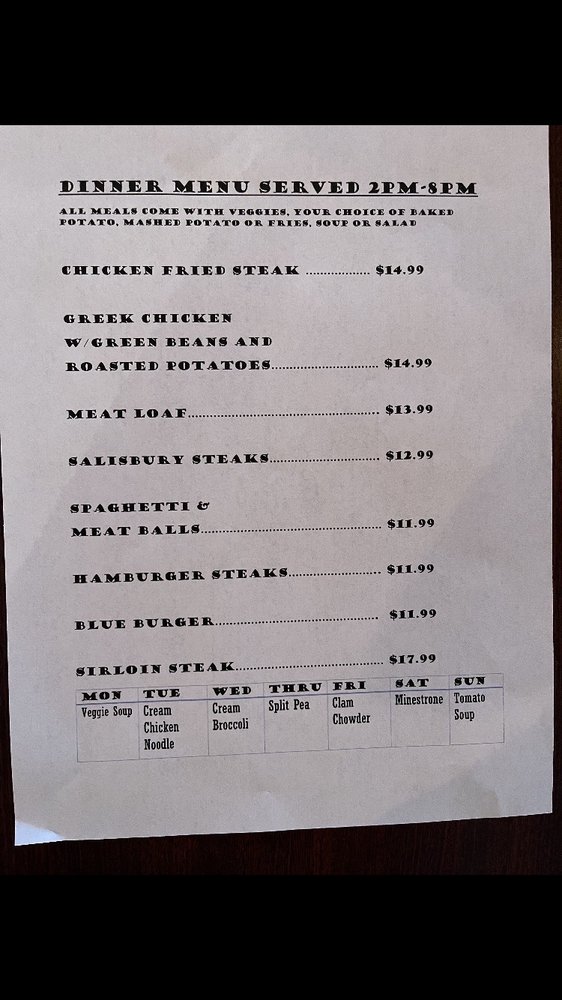 DINNER MENU SERVED 2PM-8PM
ALL MEALS COME WITH VEGGIES, YOUR CHOICE OF BAKED
POTATO, MASHED POTATO OR FRIES, SOUP OR SALAD
CHICKEN FRIED STEAK .................. $14.99
GREEK CHICKEN
W/GREEN BEANS AND
ROASTED POTATOES.............................. $14.99
MEAT LOAF..................................................... $13.99
SALISBURY STEAKS............................... $12.99
SPAGHETTI &
MEAT BALLS.................................................. $11.99
HAMBURGER STEAKS.......................... $11.99
BLUE BURGER.............................................. $11.99
SIRLOIN STEAK.......................................... $17.99
MON TUE WED THRU FRI SAT SUN
Veggie Soup Cream Cream Split Pea Clam Minestrone Tomato
Chicken Broccoli Chowder Soup
Noodle